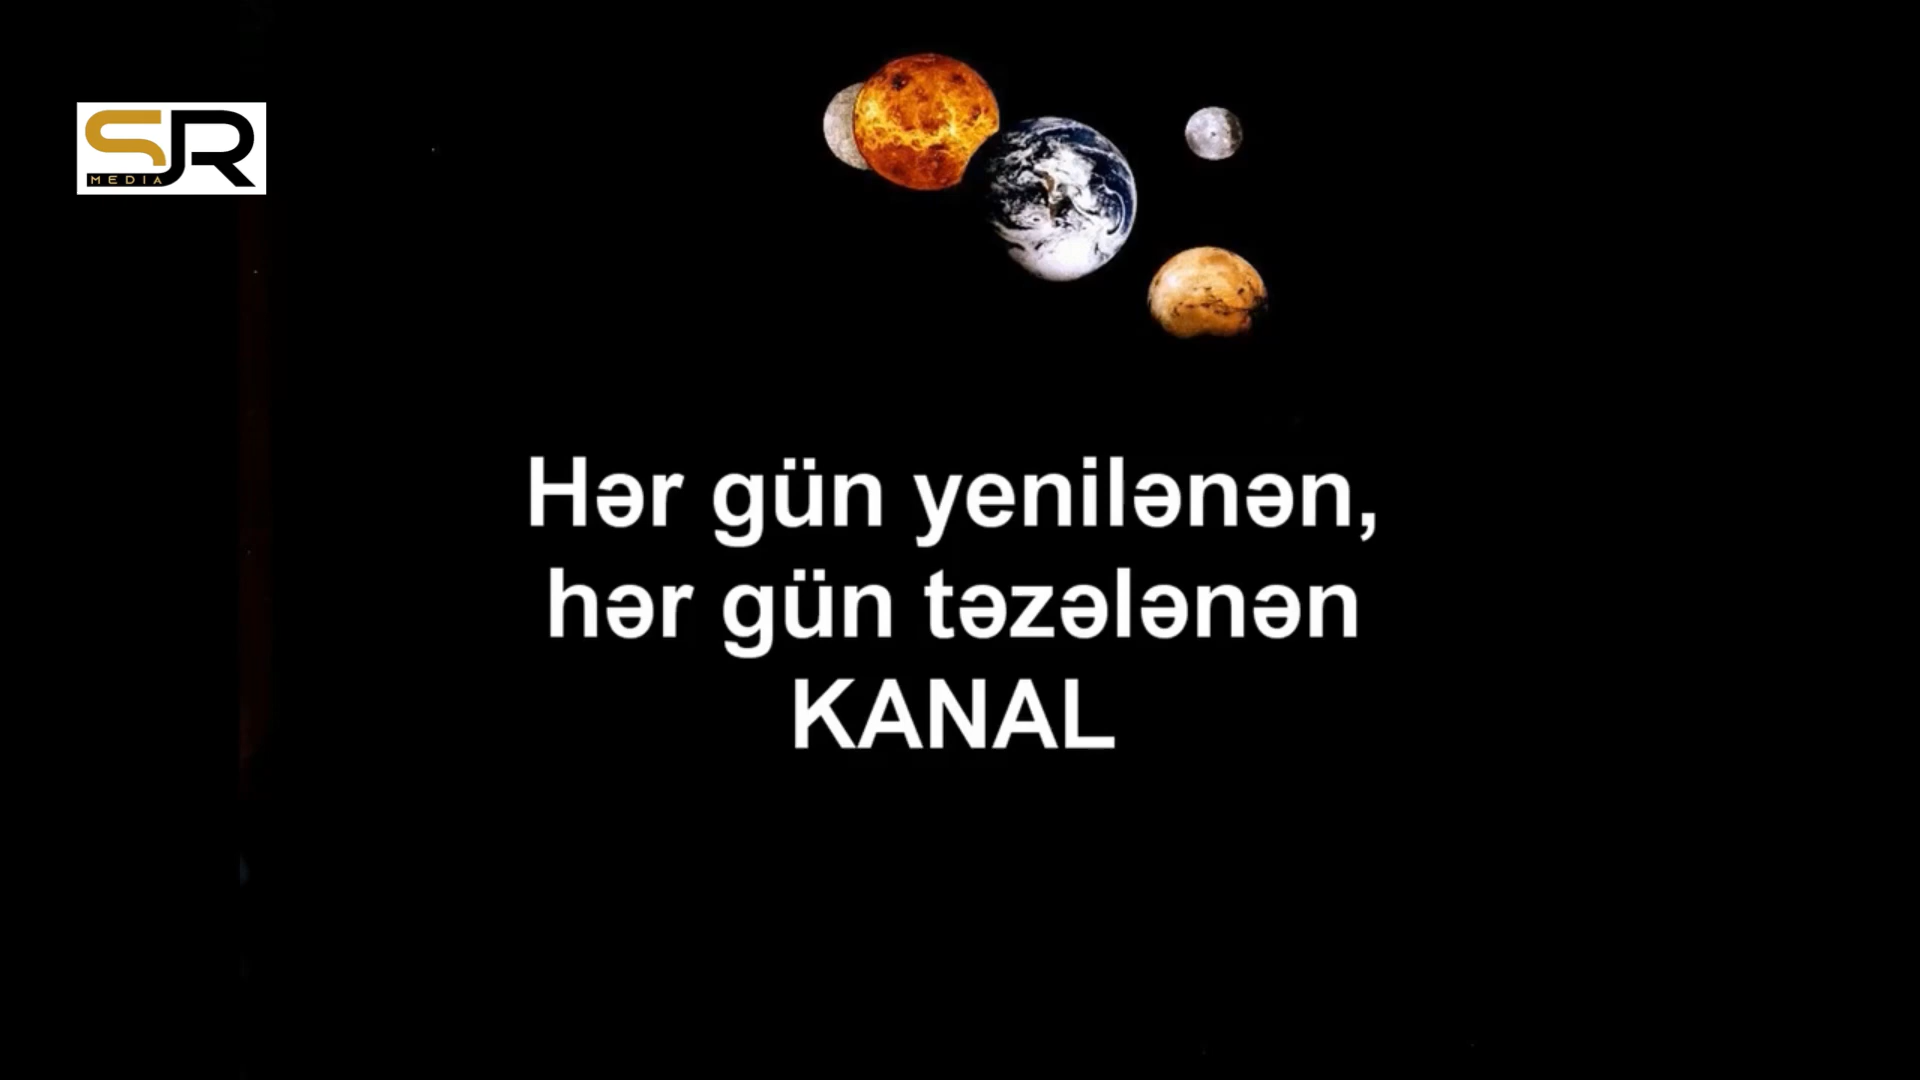 SJR
MEDIA
Hər gün yenilənən,
hər gün təzələnən
KANAL